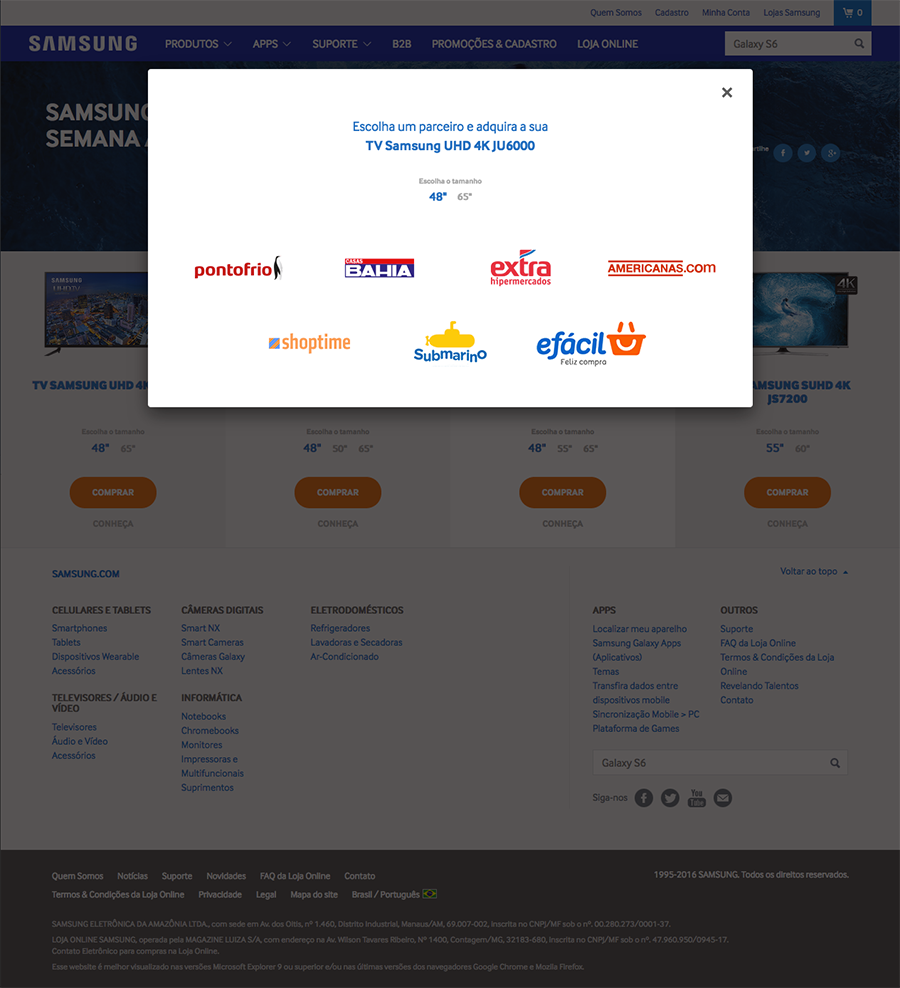 Quem Somos Cadastro Minha Conta Lojas Samsung 0
SAMSUNG PRODUTOS APPS SUPORTE B2B PROMOÇÕES & CADASTRO LOJA ONLINE Galaxy S6
SAMSUNG
SEMANA
Escolha um parceiro e adquira a sua
TV Samsung UHD 4K JU6000
Escolha o tamanho
48" 65"
pontofrio CASAS BAHIA extra hipermercados AMERICANAS.com
shoptime Submarino efácil Feliz compra
SAMSUNG
4K
TV SAMSUNG UHD 4K
SAMSUNG SUHD 4K
JS7200
Escolha o tamanho Escolha o tamanho Escolha o tamanho Escolha o tamanho
48" 65" 48" 50" 65" 48" 55" 65" 55" 60"
COMPRAR COMPRAR COMPRAR COMPRAR
CONHEÇA CONHEÇA CONHEÇA CONHEÇA
SAMSUNG.COM
Voltar ao topo
CELULARES E TABLETS
Smartphones
Tablets
Dispositivos Wearable
Acessórios
TELEVISORES / ÁUDIO E
VÍDEO
Televisores
Áudio e Vídeo
Acessórios
CÂMERAS DIGITAIS
Smart NX
Smart Cameras
Câmeras Galaxy
Lentes NX
INFORMÁTICA
Notebooks
Chromebooks
Monitores
Impressoras e
Multifuncionais
Suprimentos
ELETRODOMÉSTICOS
Refrigeradores
Lavadoras e Secadoras
Ar-Condicionado
APPS
Localizar meu aparelho
Samsung Galaxy Apps
(Aplicativos)
Temas
Transfira dados entre
dispositivos mobile
Sincronização Mobile > PC
Plataforma de Games
OUTROS
Suporte
FAQ da Loja Online
Termos & Condições da Loja
Online
Revelando Talentos
Contato
Galaxy S6
Siga-nos You Tube
Quem Somos Notícias Suporte Novidades FAQ da Loja Online Contato
1995-2016 SAMSUNG. Todos os direitos reservados.
Termos & Condições da Loja Online Privacidade Legal Mapa do site Brasil / Português
SAMSUNG ELETRÔNICA DA AMAZÔNIA LTDA., com sede em Av. dos Oitis, nº 1.460, Distrito Industrial, Manaus/AM, 69.007-002, inscrita no CNPJ/MF sob o nº. 00.280.273/0001-37.
LOJA ONLINE SAMSUNG, operada pela MAGAZINE LUIZA S/A, com endereço na Av. Wilson Tavares Ribeiro, Nº 1400, Contagem/MG, 32183-680, inscrita no CNPJ/MF sob o nº. 47.960.950/0945-17.
Contato Eletrônico para compras na Loja Online.
Esse website é melhor visualizado nas versões Microsoft Explorer 9 ou superior e/ou nas últimas versões dos navegadores Google Chrome e Mozila Firefox.